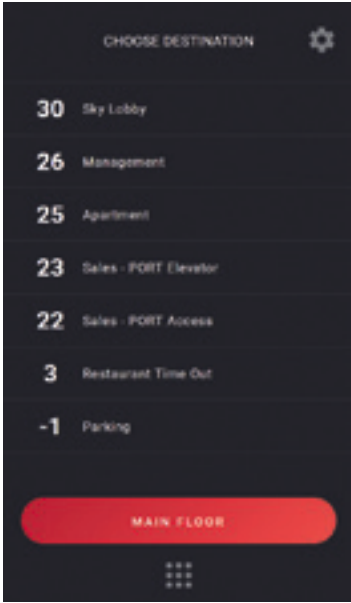 CHOOSE DESTINATION
30 Sky Lobby
26 Management
25 Apartment
23 Sales - PORT Elevator
22 Sales - PORT Access
3 Restaurant Time Out
-1 Parking
MAIN FLOOR